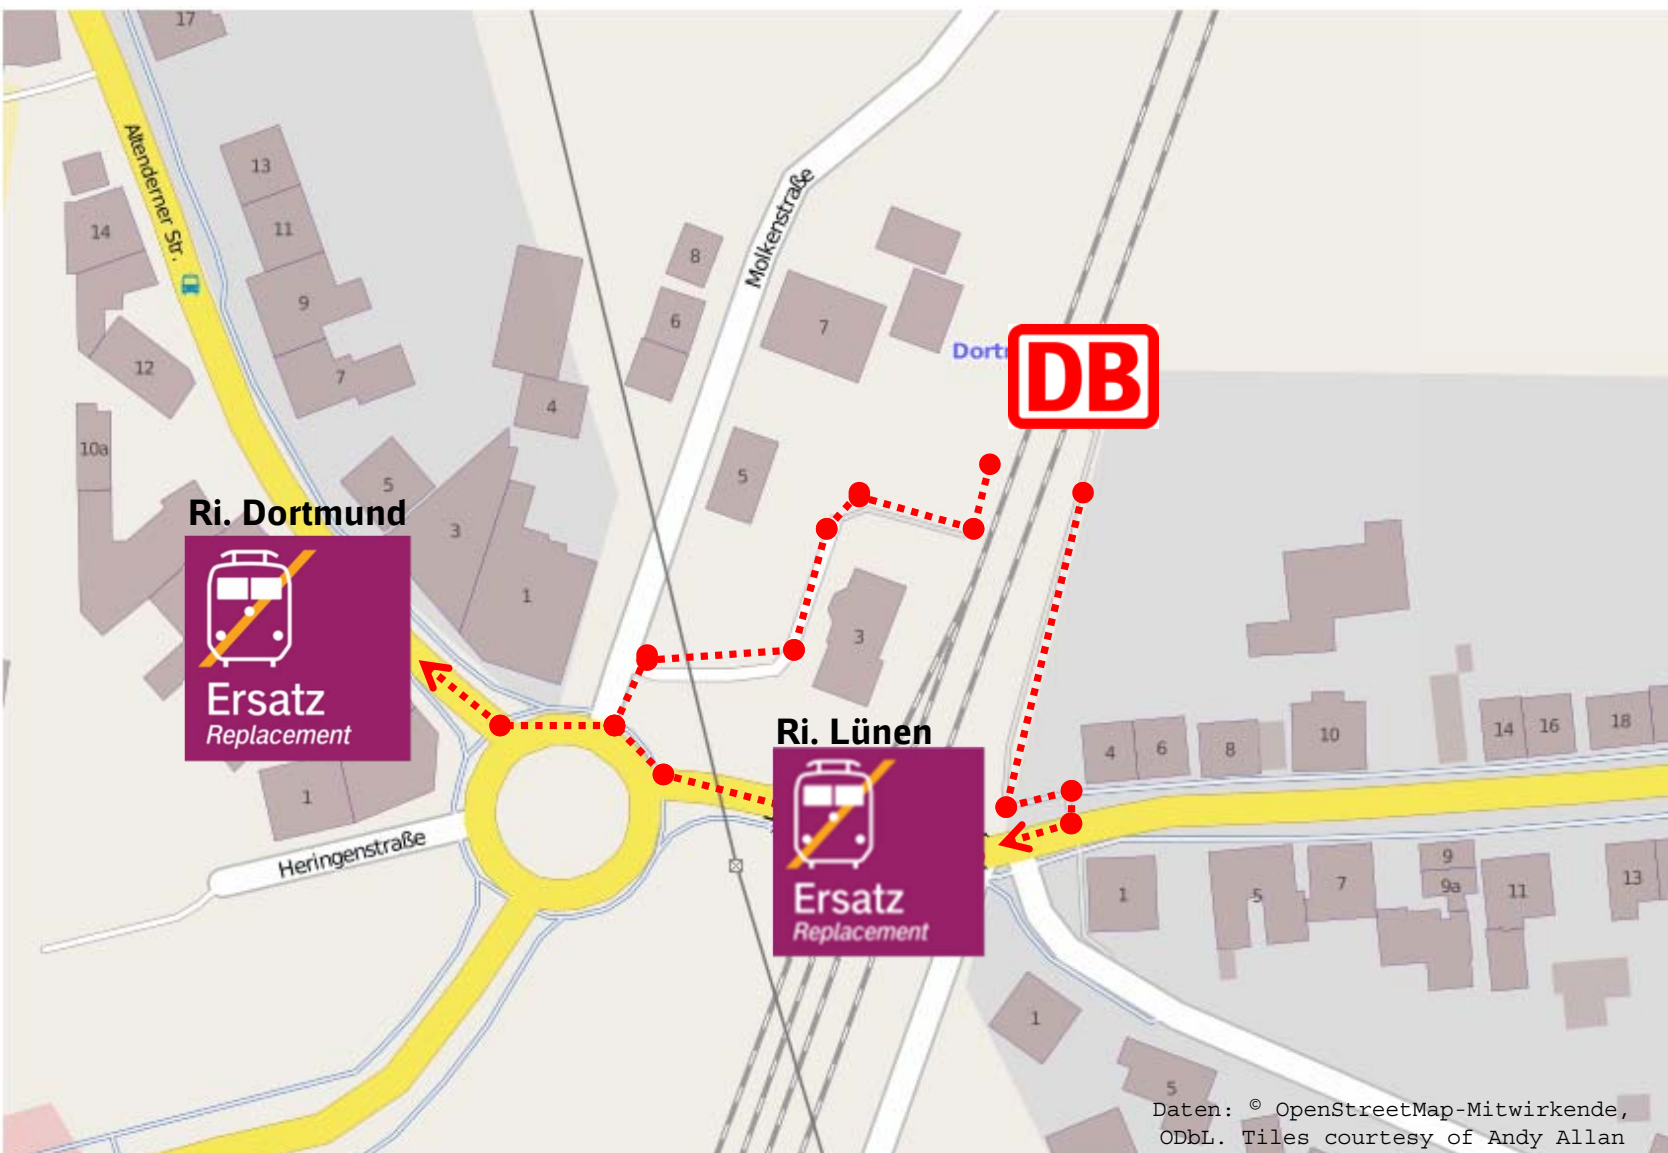 17
Altenderner Str.
13
14
11
8
Molkenstraße
9
6
7
DB
12
7
4
10a
5
5
Ri. Dortmund
3
1
3
Ersatz
Replacement
Ri. Lünen
14
16
18
10
4
6
8
1
Heringenstraße
Ersatz
Replacement
9
7
9a
13
11
1
5
1
5
Daten: © OpenStreetMap-Mitwirkende,
ODbL. Tiles courtesy of Andy Allan